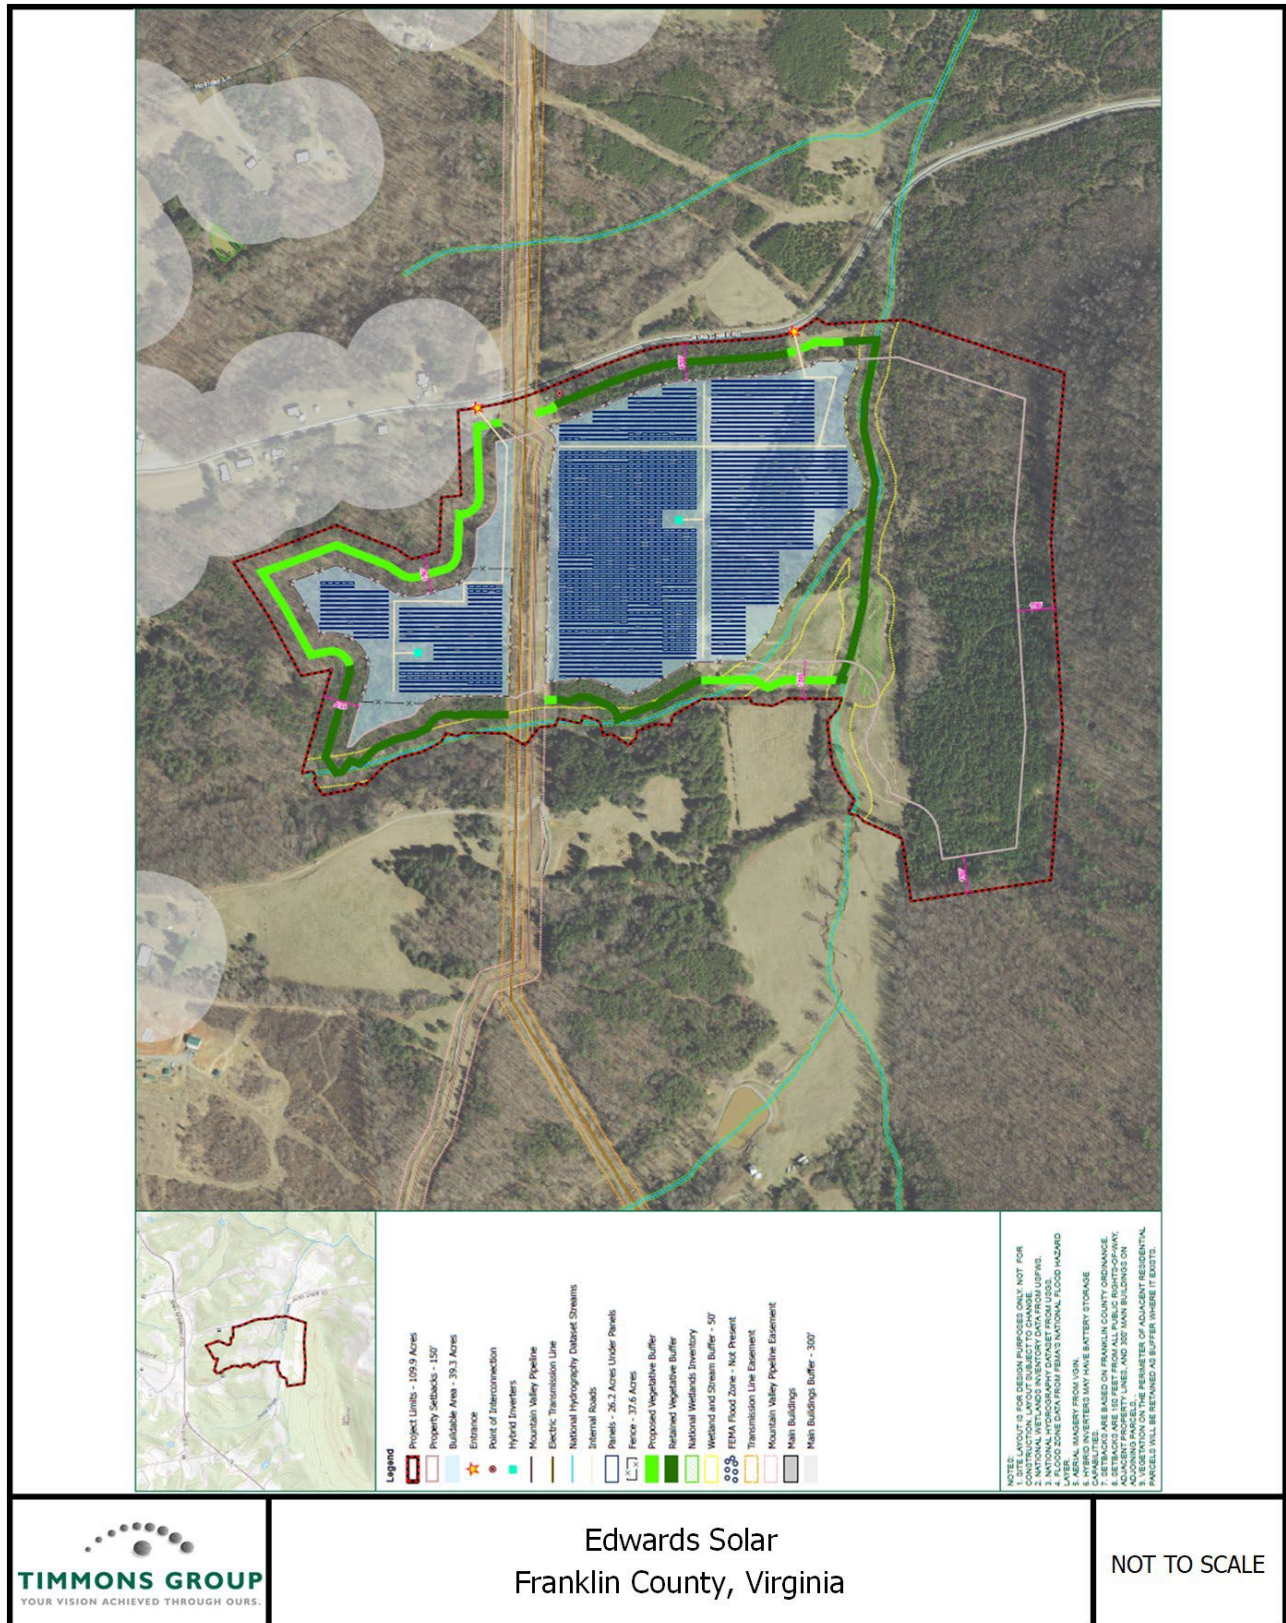 Holiday Ln
150'
150'
150'
150'
150'
150'
Legend
Project Limits - 109.9 Acres
Property Setbacks - 150'
Buildable Area - 39.3 Acres
Entrance
Point of Interconnection
Hybrid Inverters
Mountain Valley Pipeline
Electric Transmission Line
National Hydrography Dataset Streams
Internal Roads
Panels - 26.2 Acres Under Panels
Fence - 37.6 Acres
Proposed Vegetative Buffer
Retained Vegetative Buffer
National Wetlands Inventory
Wetland and Stream Buffer - 50'
FEMA Flood Zone - Not Present
Transmission Line Easement
Mountain Valley Pipeline Easement
Main Buildings
Main Buildings Buffer - 300'
NOTES:
1. SITE LAYOUT IS FOR DESIGN PURPOSES ONLY. NOT FOR
CONSTRUCTION. LAYOUT SUBJECT TO CHANGE.
2. NATIONAL WETLANDS INVENTORY DATA FROM USFWS.
3. NATIONAL HYDROGRAPHY DATASET FROM USGS.
4. FLOOD ZONE DATA FROM FEMA'S NATIONAL FLOOD HAZARD
LAYER.
5. AERIAL IMAGERY FROM VGIN.
6. HYBRID INVERTERS MAY HAVE BATTERY STORAGE
CAPABILITIES.
7. SETBACKS ARE BASED ON FRANKLIN COUNTY ORDINANCE.
8. SETBACKS ARE 150 FEET FROM ALL PUBLIC RIGHTS-OF-WAY,
ADJACENT PROPERTY LINES, AND 300' MAIN BUILDINGS ON
ADJOINING PARCELS.
9. VEGETATION ON THE PERIMETER OF ADJACENT RESIDENTIAL
PARCELS WILL BE RETAINED AS BUFFER WHERE IT EXISTS.
TIMMONS GROUP
YOUR VISION ACHIEVED THROUGH OURS.
Edwards Solar
Franklin County, Virginia
NOT TO SCALE